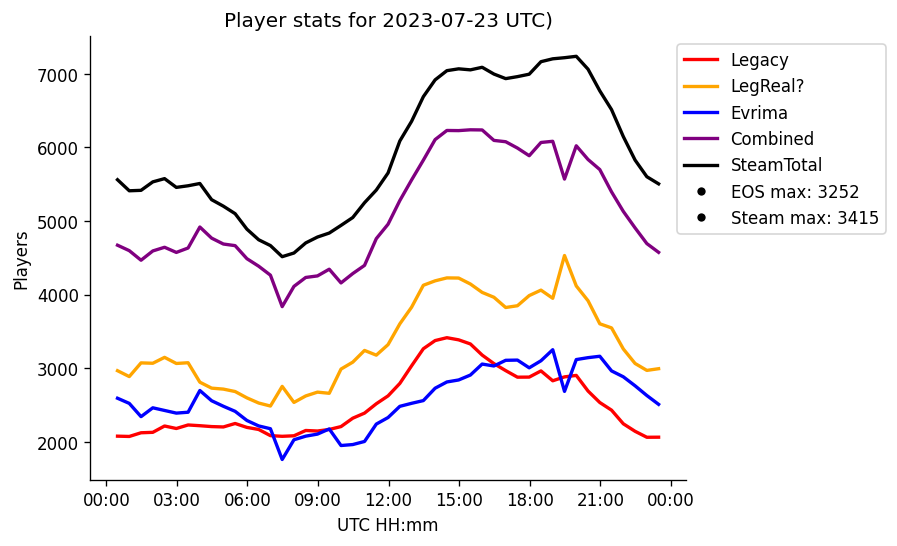 Player stats for 2023-07-23 UTC)
Legacy
LegReal?
Evrima
Combined
SteamTotal
EOS max: 3252
Steam max: 3415
Players
7000
6000
5000
4000
3000
2000
00:00 03:00 06:00 09:00 12:00 15:00 18:00 21:00 00:00
UTC HH:mm